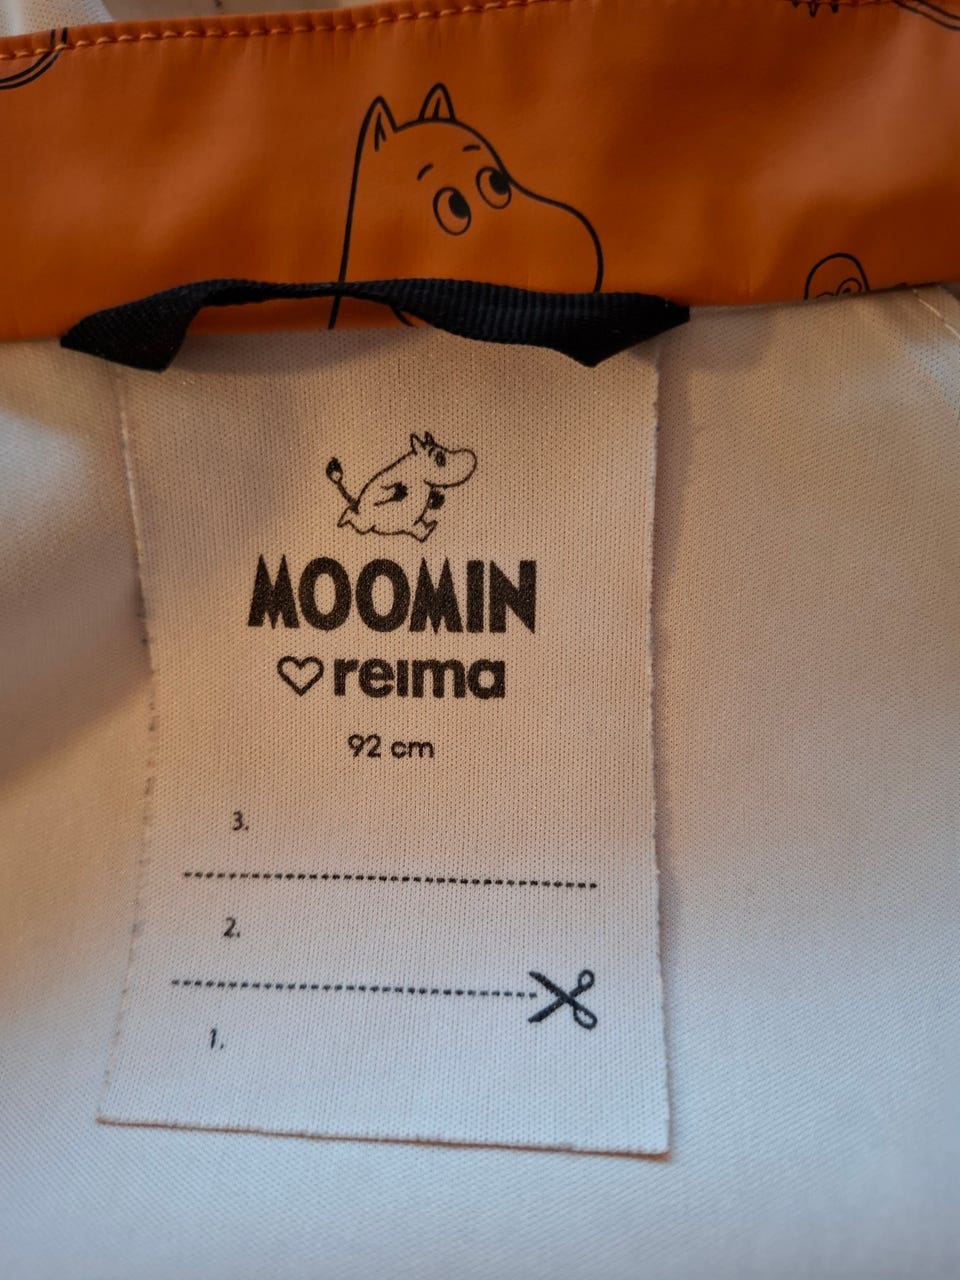 MOOMIN
♡ reima
92 cm
3.
2.
1.